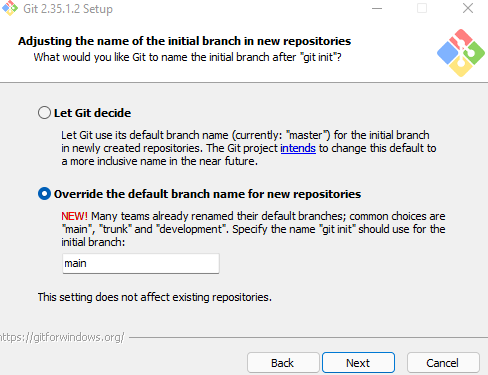 Git 2.35.1.2 Setup
Adjusting the name of the initial branch in new repositories
What would you like Git to name the initial branch after "git init"?
Let Git decide
Let Git use its default branch name (currently: "master") for the initial branch
in newly created repositories. The Git project intends to change this default to
a more inclusive name in the near future.
Override the default branch name for new repositories
NEW! Many teams already renamed their default branches; common choices are
"main", "trunk" and "development". Specify the name "git init" should use for the
initial branch:
main
This setting does not affect existing repositories.
https://gitforwindows.org/
Back
Next
Cancel